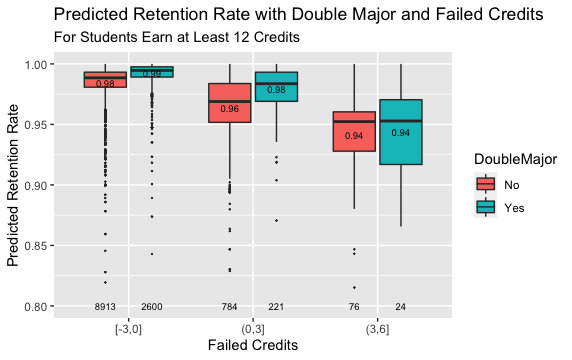 Predicted Retention Rate with Double Major and Failed Credits
For Students Earn at Least 12 Credits
Predicted Retention Rate
1.00
0.95
0.90
0.85
0.80
0.98
0.99
0.96
0.98
0.94
0.94
8913
2600
784
221
76
24
[-3,0]
(0,3]
(3,6]
Failed Credits
DoubleMajor
No
Yes